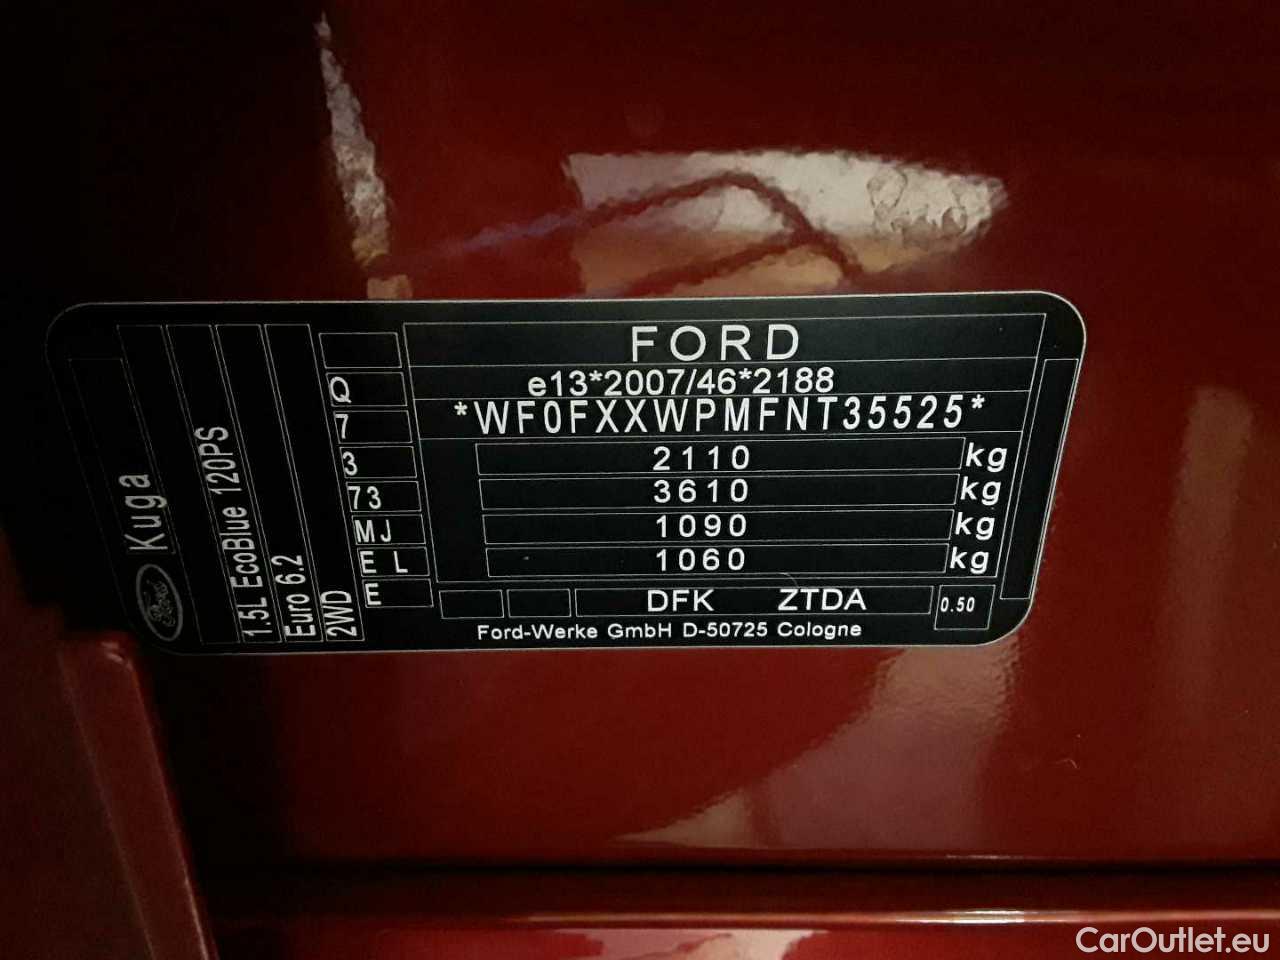 FORD
e13*2007/46*2188
*WF0FXXWPMFNT35525*
2110 kg
3610 kg
1090 kg
1060 kg
DFK ZTDA
0.50
Ford-Werke GmbH D-50725 Cologne
Q
7
3
73
MJ
E L
E
Ford Kuga
1.5L EcoBlue 120PS
Euro 6.2
2WD
CarOutlet.eu